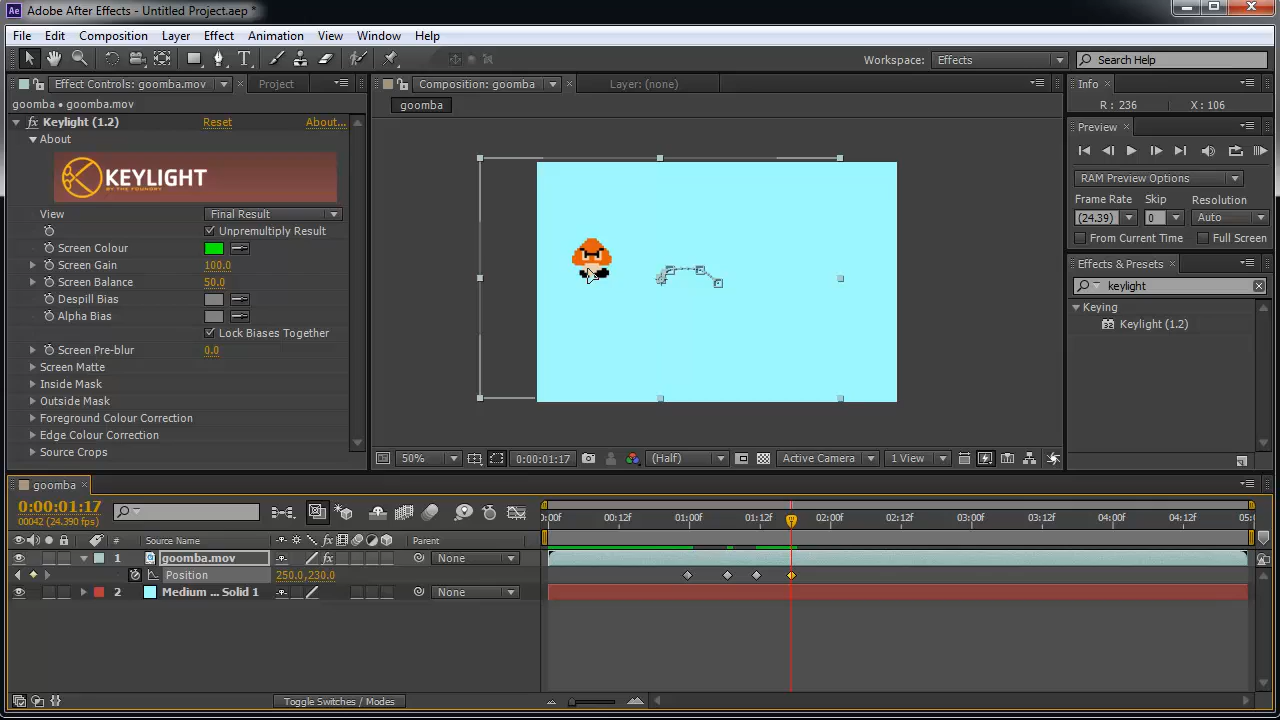 Ae Adobe After Effects - Untitled Project.aep *
File Edit Composition Layer Effect Animation View Window Help
Workspace: Effects Search Help
Effect Controls: goomba.mov Project Composition: goomba Layer: (none) Info
goomba • goomba.mov goomba R : 236 X : 106
fx Keylight (1.2) Reset About...
Preview
About
KEYLIGHT
BY THE FOUNDRY
RAM Preview Options
Frame Rate Skip Resolution
View Final Result (24.39) 0 Auto
Unpremultiply Result From Current Time Full Screen
Screen Colour
Screen Gain 100.0 Effects & Presets
Screen Balance 50.0 keylight
Despill Bias
Keying
Alpha Bias Keylight (1.2)
Lock Biases Together
Screen Pre-blur 0.0
Screen Matte
Inside Mask
Outside Mask
Foreground Colour Correction
Edge Colour Correction
Source Crops
50% 0:00:01:17 (Half) Active Camera 1 View
goomba
0:00:01:17
00042 (24.390 fps)
0:00f 00:12f 01:00f 01:12f 02:00f 02:12f 03:00f 03:12f 04:00f 04:12f 05:0
# Source Name fx Parent
1 goomba.mov fx None
Position 250.0,230.0
2 Medium ... Solid 1 None
Toggle Switches / Modes